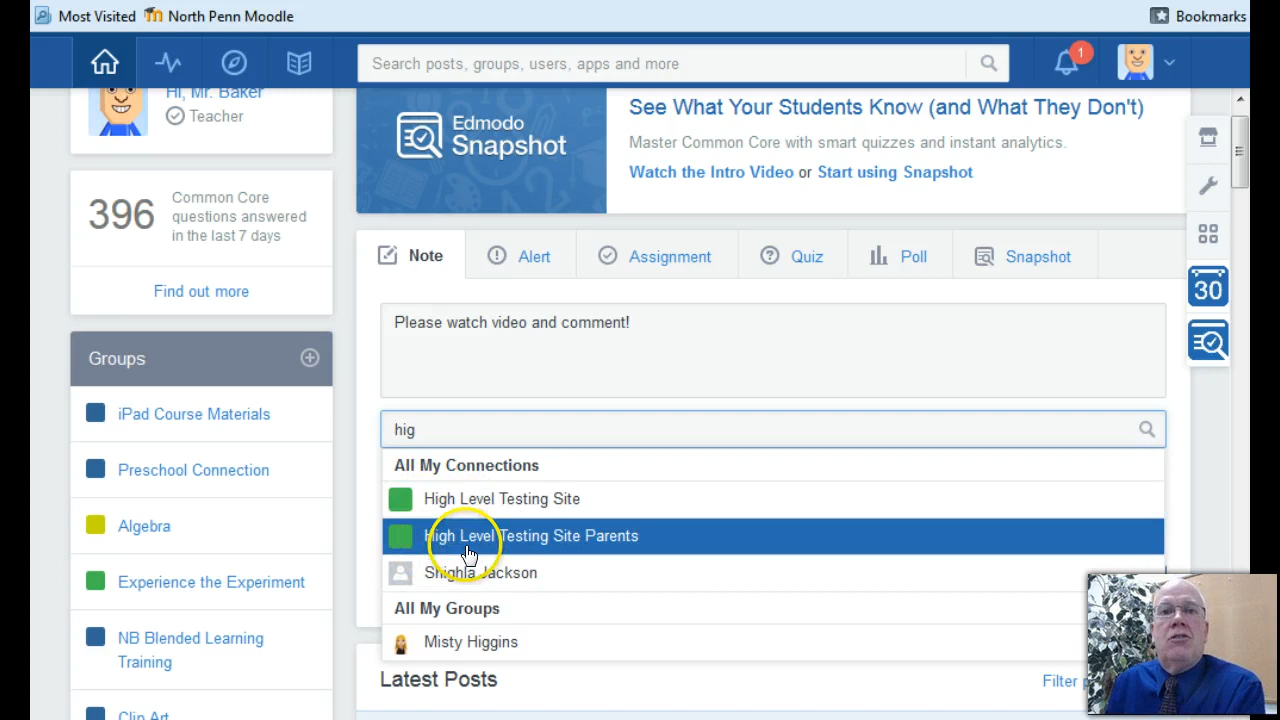 Most Visited North Penn Moodle Bookmarks
Search posts, groups, users, apps and more 1
Hi, Mr. Baker
Teacher
396 Common Core
questions answered
in the last 7 days
Find out more
Groups
iPad Course Materials
Preschool Connection
Algebra
Experience the Experiment
NB Blended Learning
Training
Clip Art
Edmodo
Snapshot
See What Your Students Know (and What They Don't)
Master Common Core with smart quizzes and instant analytics.
Watch the Intro Video or Start using Snapshot
Note Alert Assignment Quiz Poll Snapshot
Please watch video and comment!
hig
All My Connections
High Level Testing Site
High Level Testing Site Parents
Shighla Jackson
All My Groups
Misty Higgins
Latest Posts Filter
30